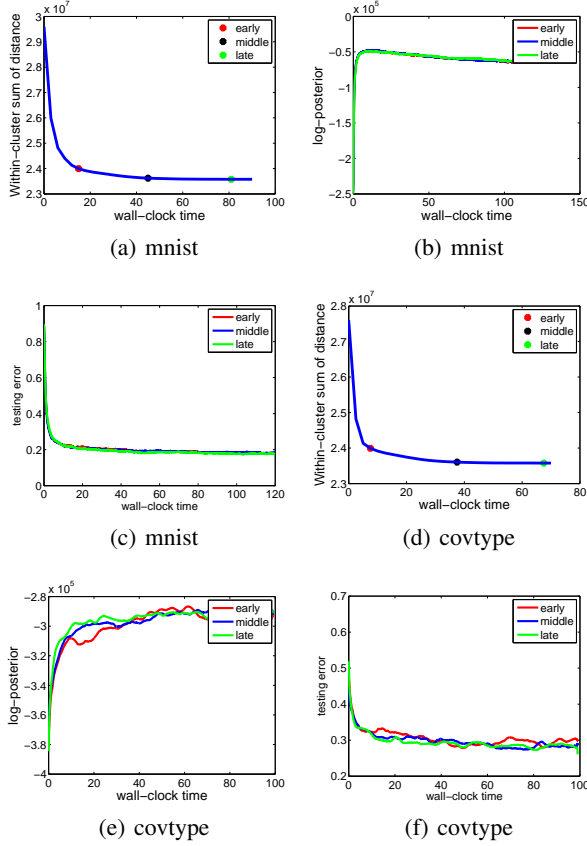 x 10^7
3
2.9
2.8
2.7
2.6
2.5
2.4
2.3
0 20 40 60 80 100
wall−clock time
Within−cluster sum of distance
early
middle
late
(a) mnist
x 10^5
0
−0.5
−1
−1.5
−2
−2.5
0 50 100 150
wall−clock time
log−posterior
early
middle
late
(b) mnist
1
0.8
0.6
0.4
0.2
0
0 20 40 60 80 100 120
wall−clock time
testing error
early
middle
late
(c) mnist
x 10^7
2.8
2.7
2.6
2.5
2.4
2.3
0 20 40 60 80
wall−clock time
Within−cluster sum of distance
early
middle
late
(d) covtype
x 10^5
−2.8
−3
−3.2
−3.4
−3.6
−3.8
−4
0 20 40 60 80 100
wall−clock time
log−posterior
early
middle
late
(e) covtype
0.7
0.6
0.5
0.4
0.3
0.2
0 20 40 60 80 100
wall−clock time
testing error
early
middle
late
(f) covtype